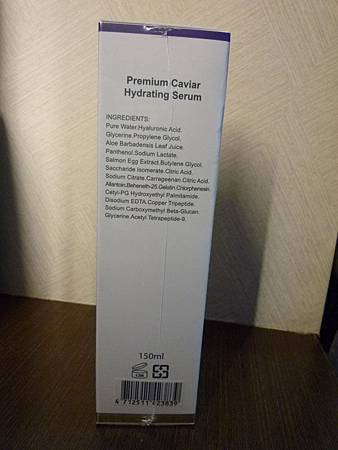 Premium Caviar
Hydrating Serum
INGREDIENTS:
Pure Water.Hyaluronic Acid.
Glycerine.Propylene Glycol.
Aloe Barbadensis Leaf Juice.
Panthenol.Sodium Lactate.
Salmon Egg Extract.Butylene Glycol.
Saccharide Isomerate.Citric Acid.
Sodium Citrate.Carrageenan.Citric Acid.
Allantoin.Beheneth-25.Gelatin.Chlorphenesin.
Cetyl-PG Hydroxyethyl Palmitamide.
Disodium EDTA.Copper Tripeptide.
Sodium Carboxymethyl Beta-Glucan.
Glycerine.Acetyl Tetrapeptide-9.
150ml
4 712511 423839